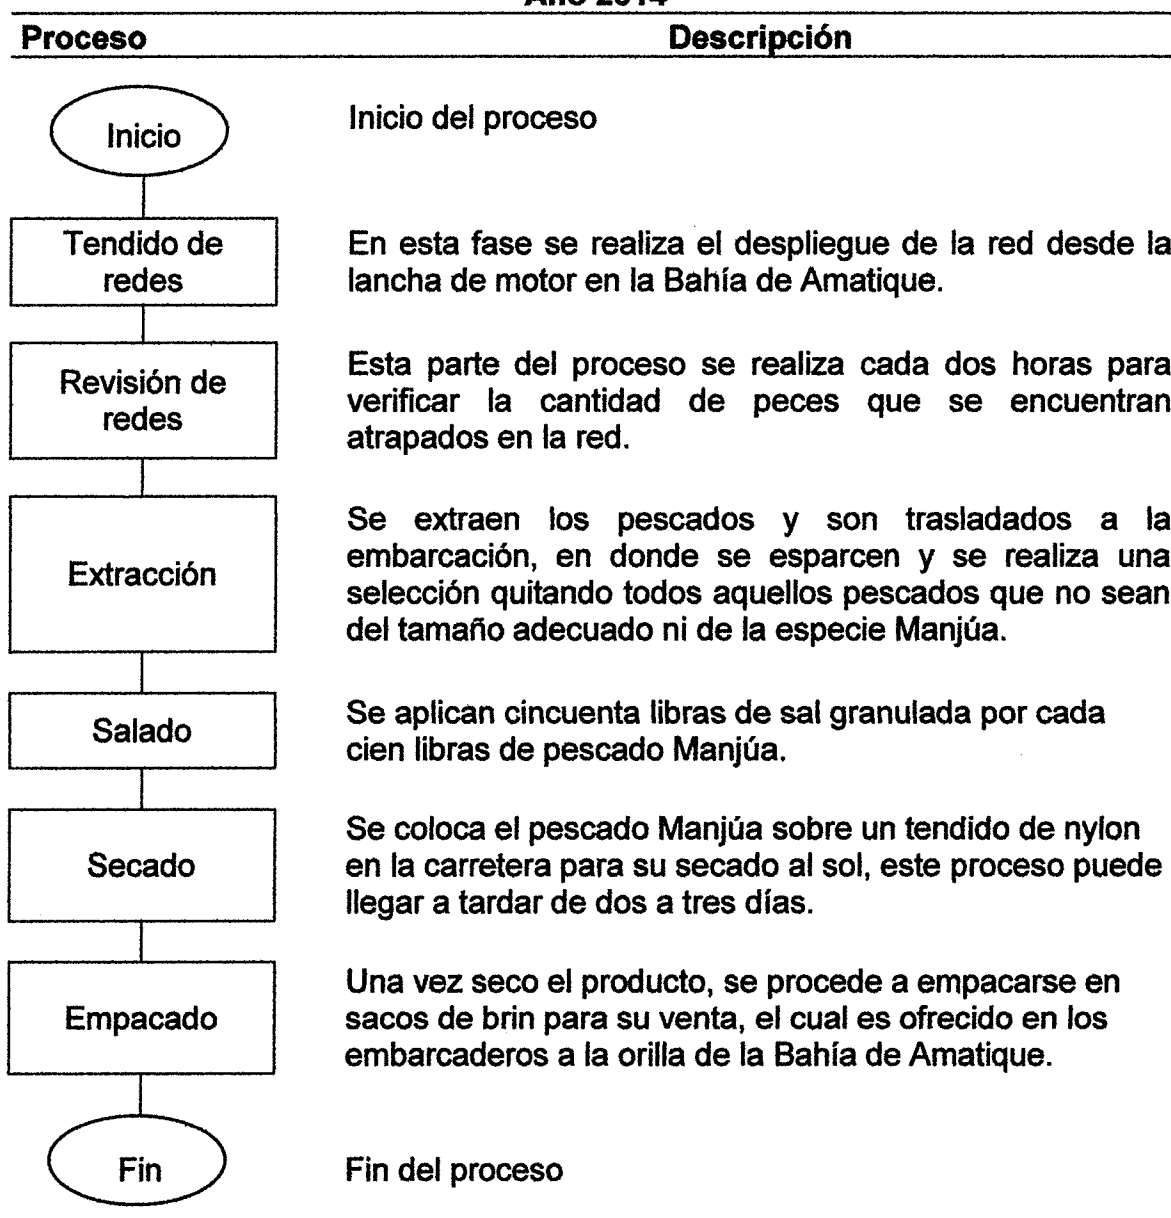 Año 2014
Proceso
Descripción
Inicio
Inicio del proceso
Tendido de
redes
En esta fase se realiza el despliegue de la red desde la
lancha de motor en la Bahía de Amatique.
Revisión de
redes
Esta parte del proceso se realiza cada dos horas para
verificar la cantidad de peces que se encuentran
atrapados en la red.
Extracción
Se extraen los pescados y son trasladados a la
embarcación, en donde se esparcen y se realiza una
selección quitando todos aquellos pescados que no sean
del tamaño adecuado ni de la especie Manjúa.
Salado
Se aplican cincuenta libras de sal granulada por cada
cien libras de pescado Manjúa.
Secado
Se coloca el pescado Manjúa sobre un tendido de nylon
en la carretera para su secado al sol, este proceso puede
llegar a tardar de dos a tres días.
Empacado
Una vez seco el producto, se procede a empacarse en
sacos de brin para su venta, el cual es ofrecido en los
embarcaderos a la orilla de la Bahía de Amatique.
Fin
Fin del proceso